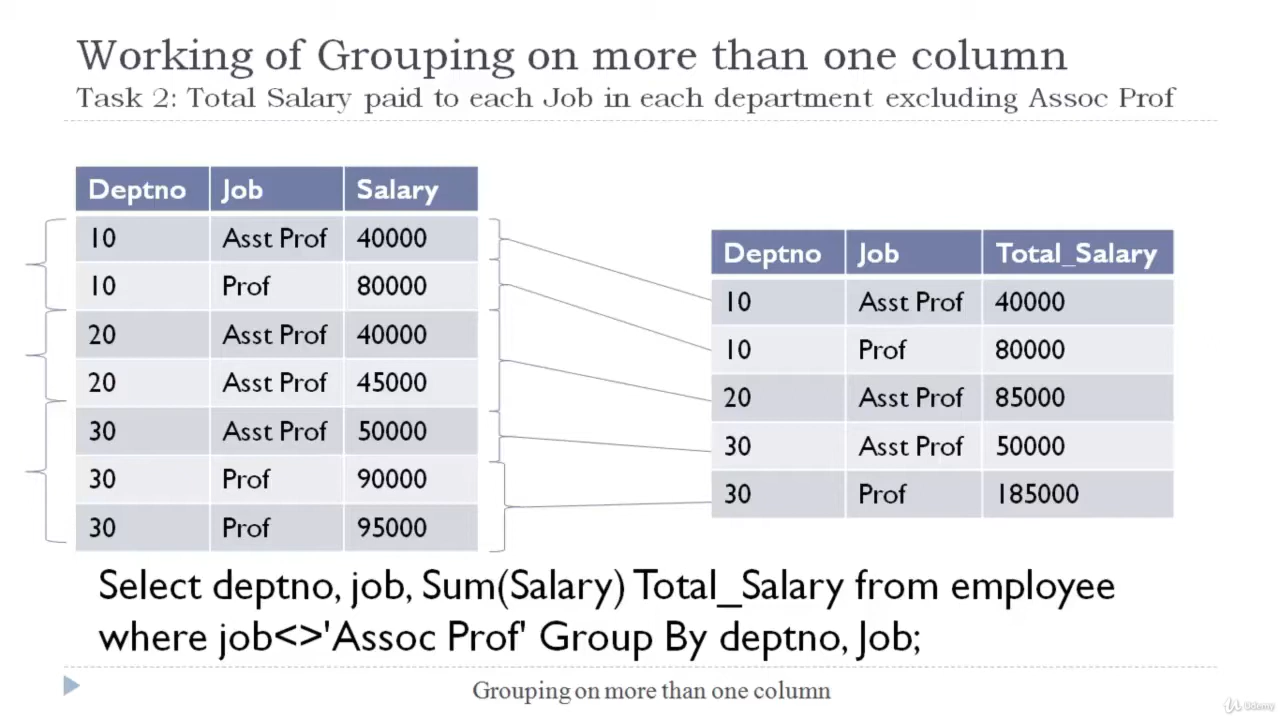 Working of Grouping on more than one column
Task 2: Total Salary paid to each Job in each department excluding Assoc Prof
Deptno Job Salary
10 Asst Prof 40000
10 Prof 80000
20 Asst Prof 40000
20 Asst Prof 45000
30 Asst Prof 50000
30 Prof 90000
30 Prof 95000
Deptno Job Total_Salary
10 Asst Prof 40000
10 Prof 80000
20 Asst Prof 85000
30 Asst Prof 50000
30 Prof 185000
Select deptno, job, Sum(Salary) Total_Salary from employee
where job<>'Assoc Prof' Group By deptno, Job;
Grouping on more than one column
Udemy